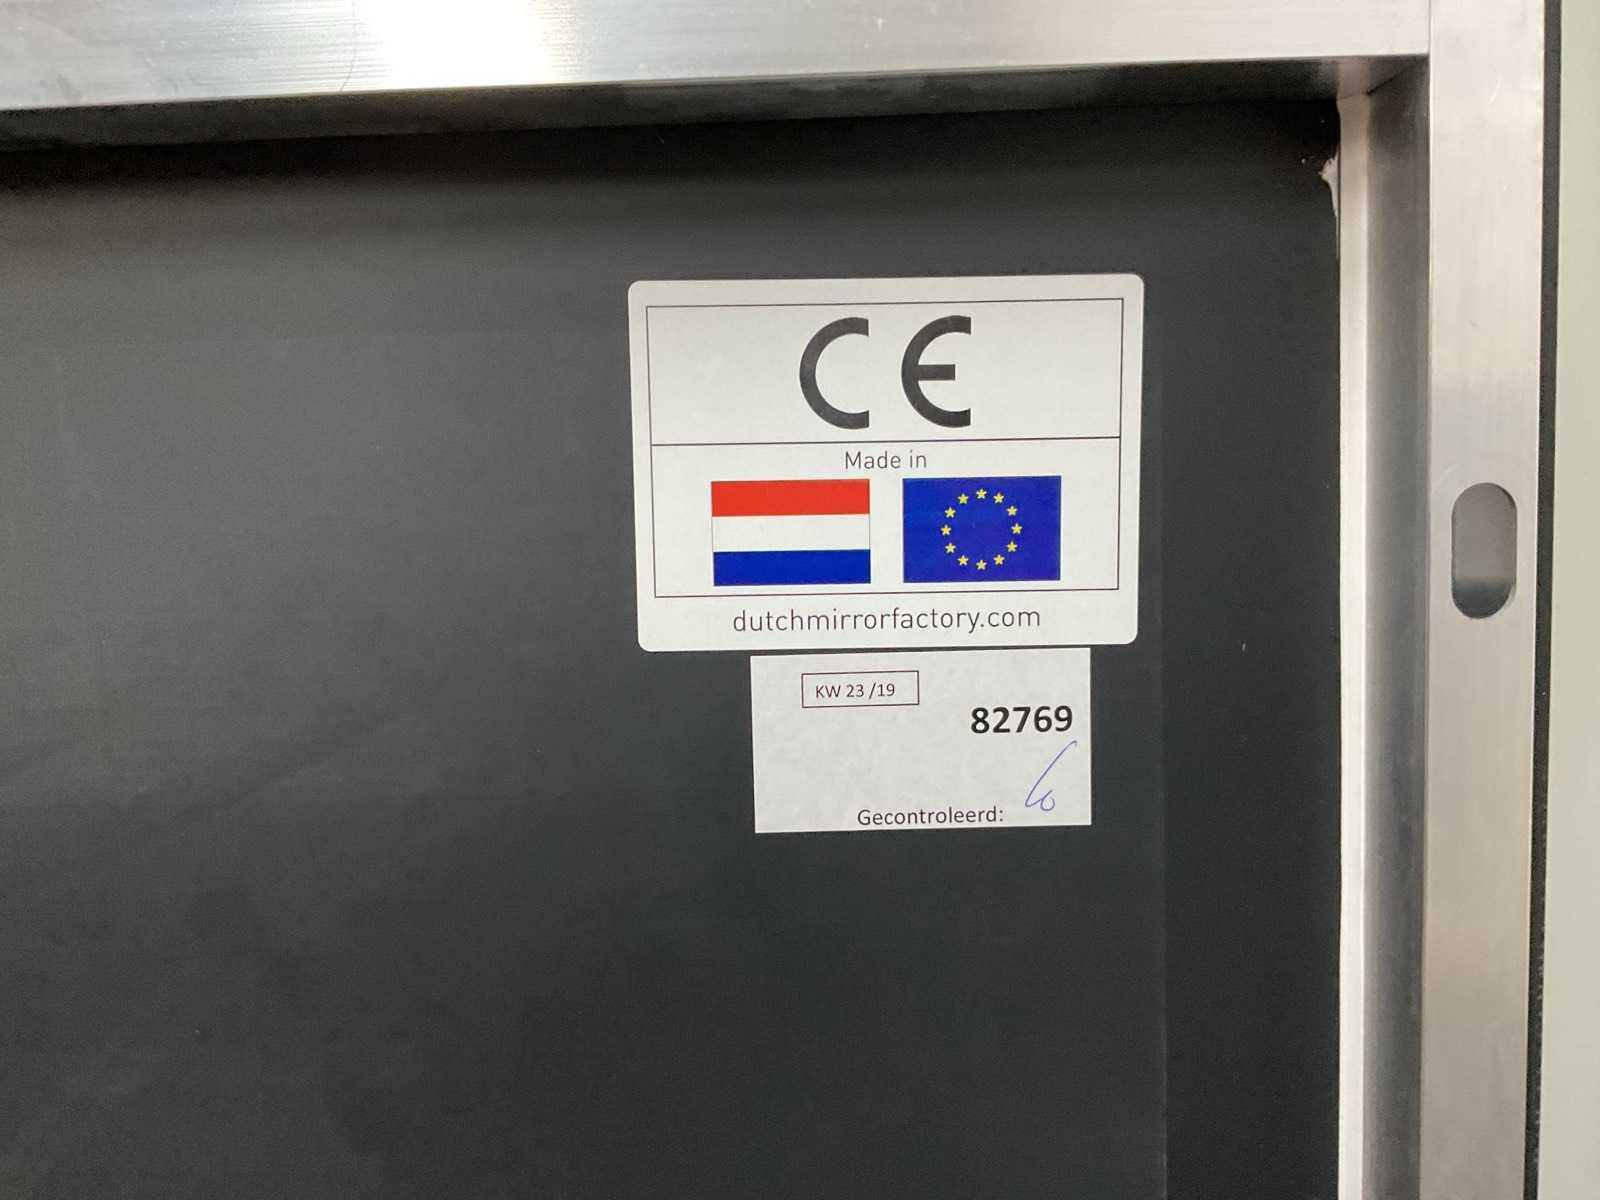 CE
Made in
dutchmirrorfactory.com
KW 23 /19
82769
Gecontroleerd: